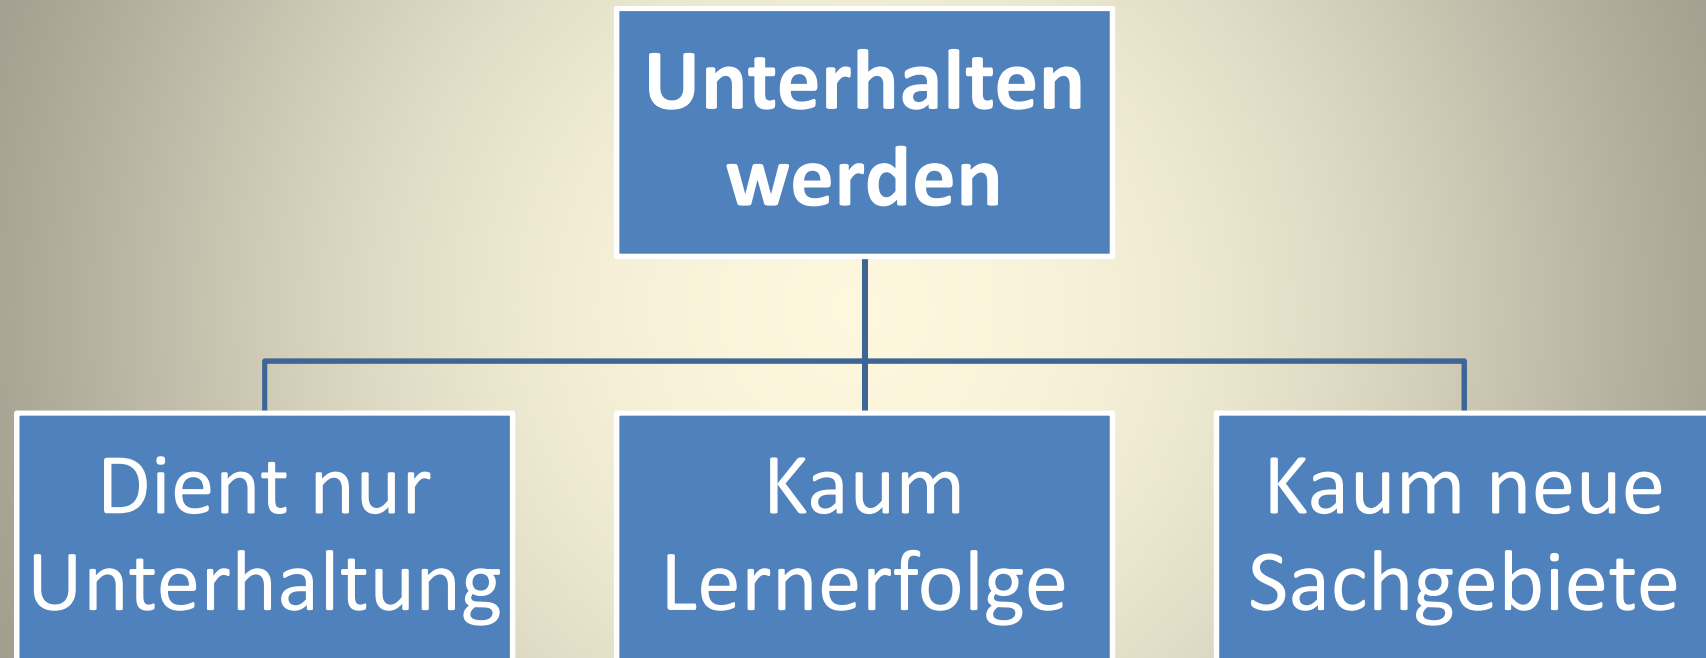 Unterhalten
werden
Dient nur
Unterhaltung
Kaum
Lernerfolge
Kaum neue
Sachgebiete